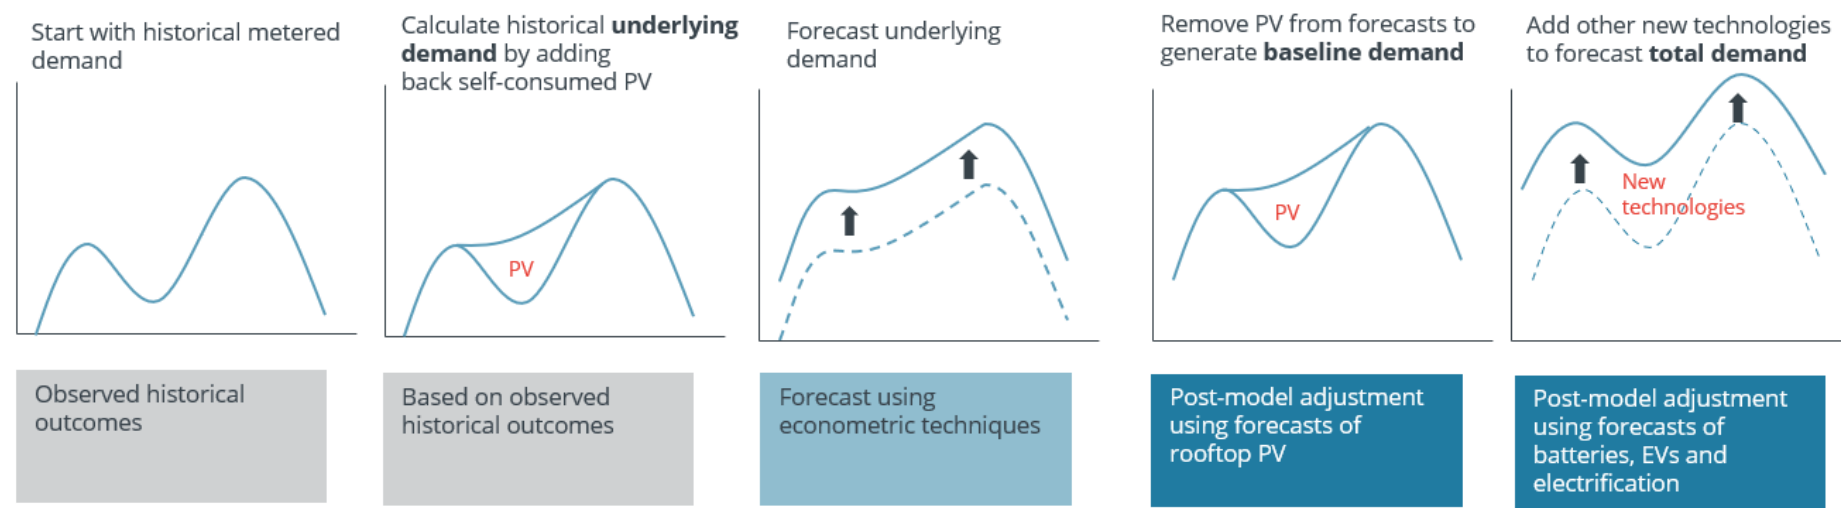 Start with historical metered
demand
Calculate historical underlying
demand by adding
back self-consumed PV
Forecast underlying
demand
Remove PV from forecasts to
generate baseline demand
Add other new technologies
to forecast total demand
PV
PV
New
technologies
Observed historical
outcomes
Based on observed
historical outcomes
Forecast using
econometric techniques
Post-model adjustment
using forecasts of
rooftop PV
Post-model adjustment
using forecasts of
batteries, EVs and
electrification